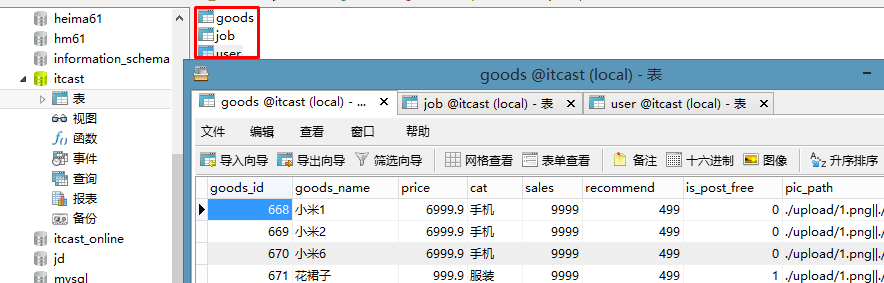 heima61
hm61
information_schema
itcast
表
视图
函数
事件
查询
报表
备份
itcast_online
jd
mysql
goods
job
user
goods @itcast (local) - 表
goods @itcast (local) - ...
job @itcast (local) - 表
user @itcast (local) - 表
文件 编辑 查看 窗口 帮助
导入向导 导出向导 筛选向导 网格查看 表单查看 备注 十六进制 图像 升序排序
goods_id goods_name price cat sales recommend is_post_free pic_path
668 小米1 6999.9 手机 9999 499 0 ./upload/1.png||./
669 小米2 6999.9 手机 9999 499 0 ./upload/1.png||./
670 小米6 6999.9 手机 9999 499 0 ./upload/1.png||./
671 花裙子 999.9 服装 9999 499 1 ./upload/1.png||./